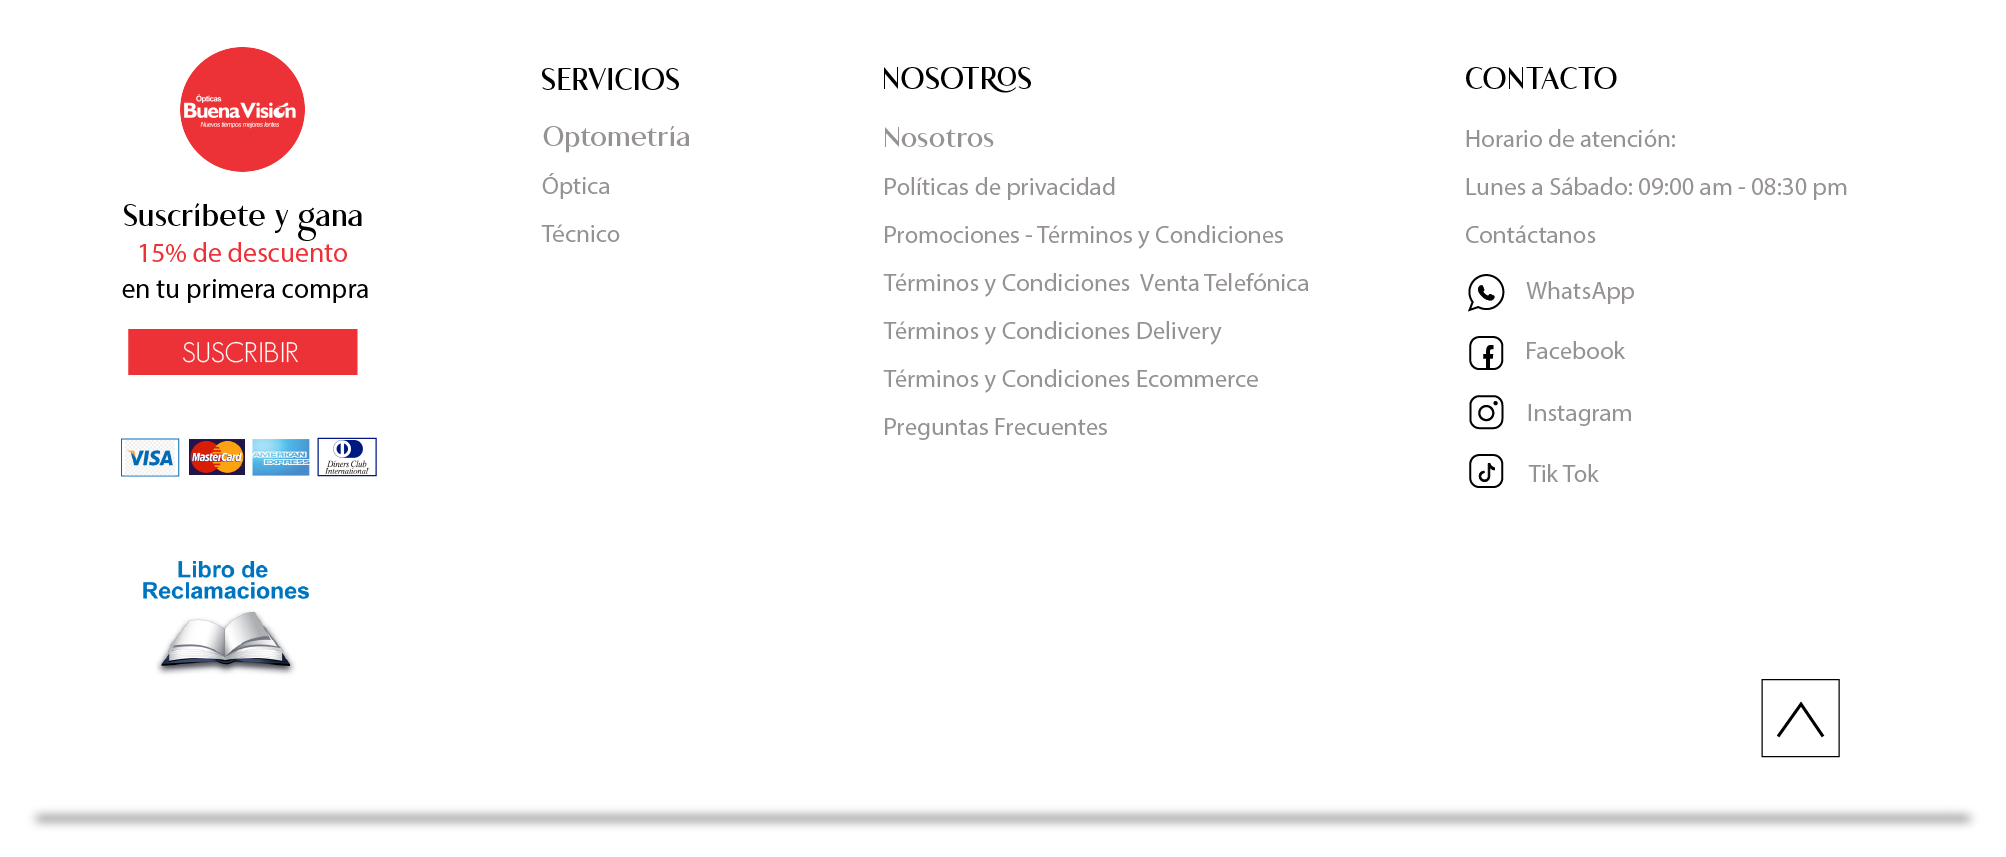 Ópticas
Buena Visión
Nuevos tiempos mejores lentes
Suscríbete y gana
15% de descuento
en tu primera compra
SUSCRIBIR
VISA
MasterCard
AMERICAN
EXPRESS
Diners Club
International
Libro de
Reclamaciones
SERVICIOS
Optometría
Óptica
Técnico
NOSOTROS
Nosotros
Políticas de privacidad
Promociones - Términos y Condiciones
Términos y Condiciones  Venta Telefónica
Términos y Condiciones Delivery
Términos y Condiciones Ecommerce
Preguntas Frecuentes
CONTACTO
Horario de atención:
Lunes a Sábado: 09:00 am - 08:30 pm
Contáctanos
WhatsApp
Facebook
Instagram
Tik Tok